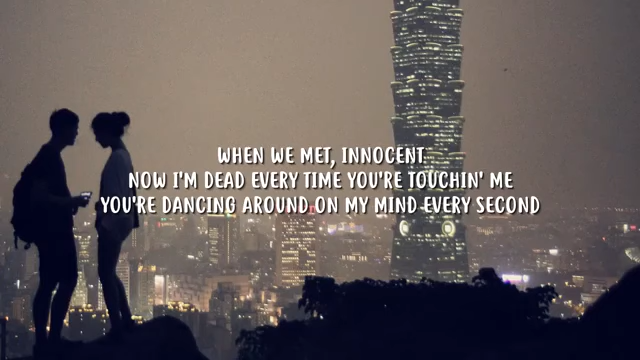 WHEN WE MET, INNOCENT
NOW I'M DEAD EVERY TIME YOU'RE TOUCHIN' ME
YOU'RE DANCING AROUND ON MY MIND EVERY SECOND